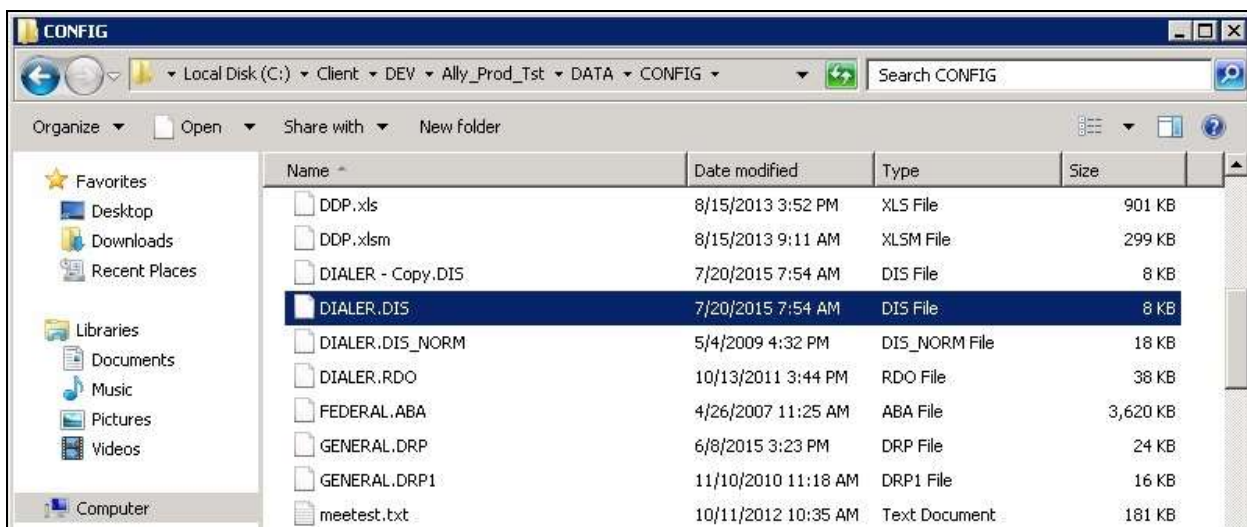 CONFIG
Local Disk (C:) Client DEV Ally_Prod_Tst DATA CONFIG Search CONFIG
Organize Open Share with New folder
Favorites
Desktop
Downloads
Recent Places
Libraries
Documents
Music
Pictures
Videos
Computer
Name Date modified Type Size
DDP.xls 8/15/2013 3:52 PM XLS File 901 KB
DDP.xlsm 8/15/2013 9:11 AM XLSM File 299 KB
DIALER - Copy.DIS 7/20/2015 7:54 AM DIS File 8 KB
DIALER.DIS 7/20/2015 7:54 AM DIS File 8 KB
DIALER.DIS_NORM 5/4/2009 4:32 PM DIS_NORM File 18 KB
DIALER.RDO 10/13/2011 3:44 PM RDO File 38 KB
FEDERAL.ABA 4/26/2007 11:25 AM ABA File 3,620 KB
GENERAL.DRP 6/8/2015 3:23 PM DRP File 24 KB
GENERAL.DRP1 11/10/2010 11:18 AM DRP1 File 16 KB
meetest.txt 10/11/2012 10:35 AM Text Document 181 KB